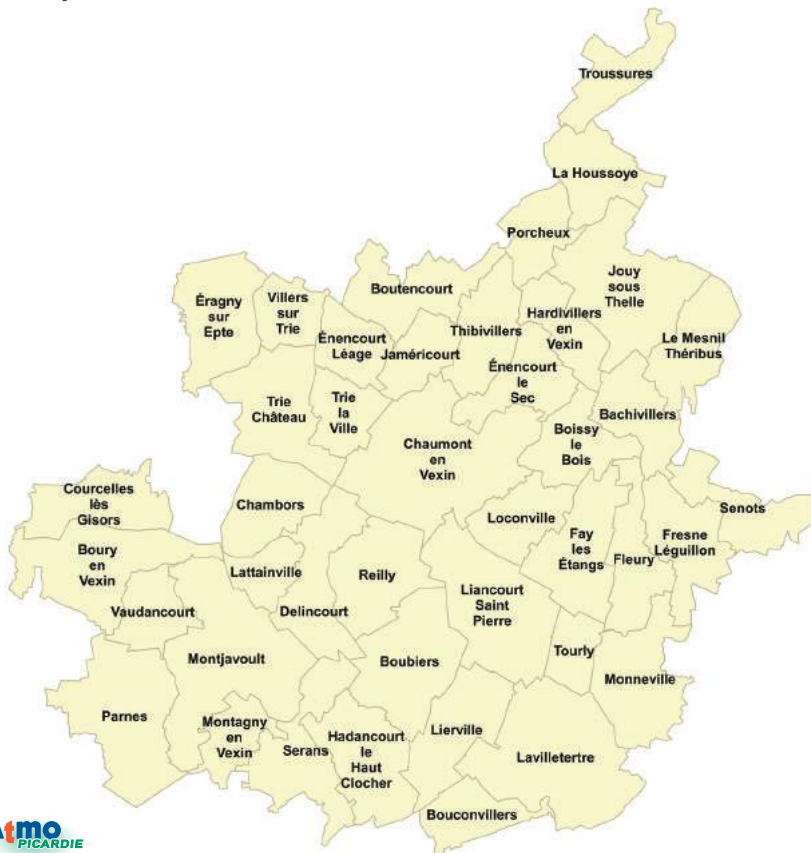 Troussures
La Houssoye
Porcheux
Jouy
sous
Thelle
Boutencourt
Éragny
sur
Epte
Villers
sur
Trie
Énencourt
Léage
Jaméricourt
Thibivillers
Hardivillers
en
Vexin
Le Mesnil
Théribus
Énencourt
le
Sec
Trie
Château
Trie
la
Ville
Bachivillers
Chaumont
en
Vexin
Boissy
le
Bois
Courcelles
lès
Gisors
Chambors
Loconville
Senots
Fay
les
Étangs
Fleury
Fresne
Léguillon
Boury
en
Vexin
Lattainville
Reilly
Liancourt
Saint
Pierre
Vaudancourt
Delincourt
Montjavoult
Boubiers
Tourly
Monneville
Parnes
Montagny
en
Vexin
Serans
Hadancourt
le
Haut
Clocher
Lierville
Lavilletertre
Bouconvillers
Atmo
PICARDIE